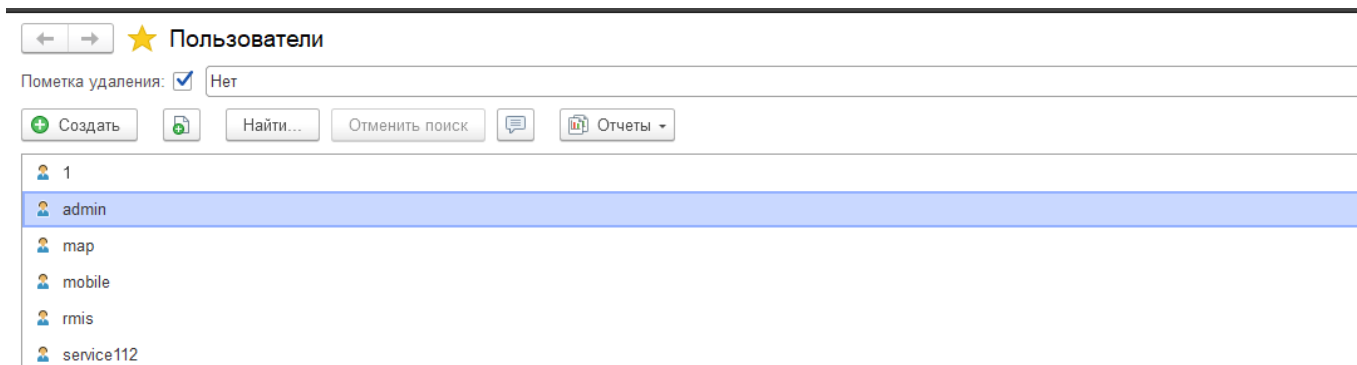 Пользователи
Пометка удаления: Нет
Создать Найти... Отменить поиск Отчеты
1
admin
map
mobile
rmis
service112